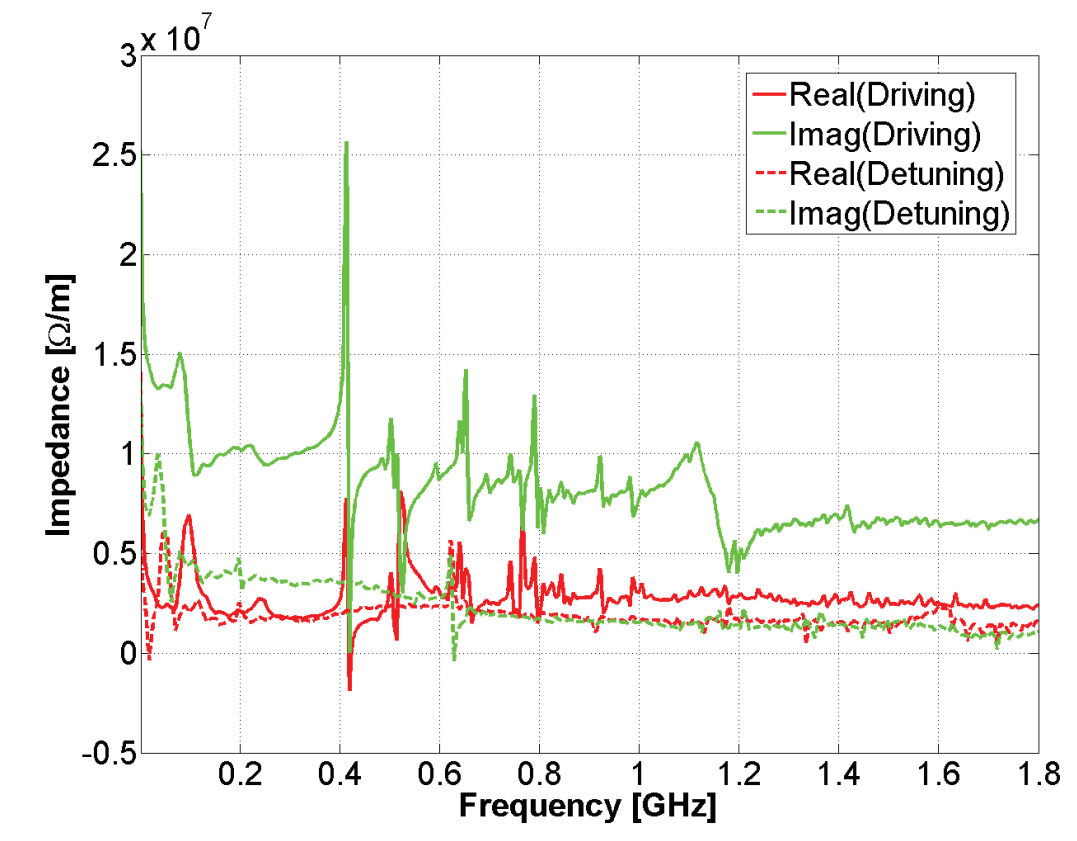 x 10^7
3
2.5
2
1.5
1
0.5
0
-0.5
Impedance [Ω/m]
Real(Driving)
Imag(Driving)
Real(Detuning)
Imag(Detuning)
0.2 0.4 0.6 0.8 1 1.2 1.4 1.6 1.8
Frequency [GHz]